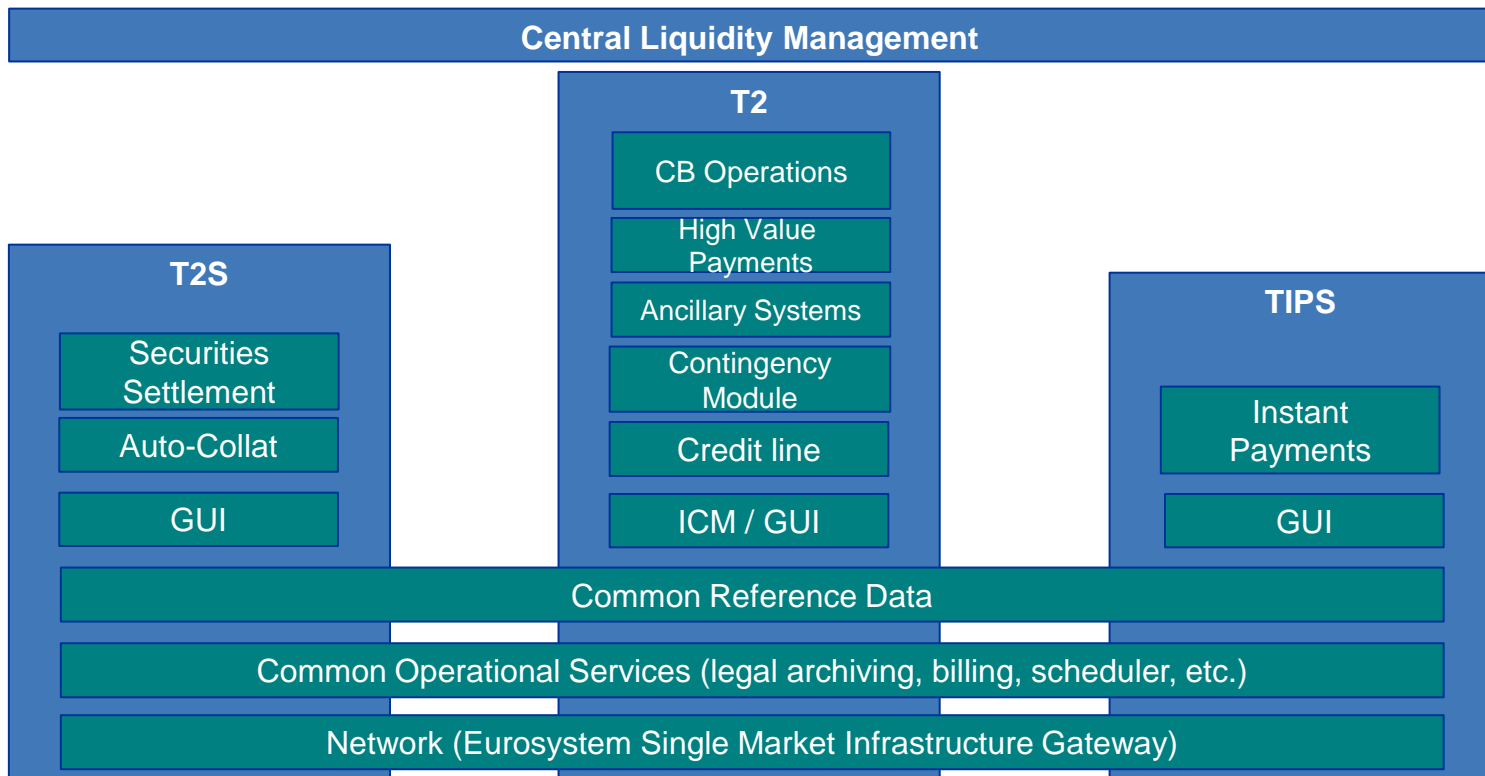 Central Liquidity Management
T2
CB Operations
High Value
Payments
Ancillary Systems
Contingency
Module
Credit line
ICM / GUI
T2S
Securities
Settlement
Auto-Collat
GUI
TIPS
Instant
Payments
GUI
Common Reference Data
Common Operational Services (legal archiving, billing, scheduler, etc.)
Network (Eurosystem Single Market Infrastructure Gateway)